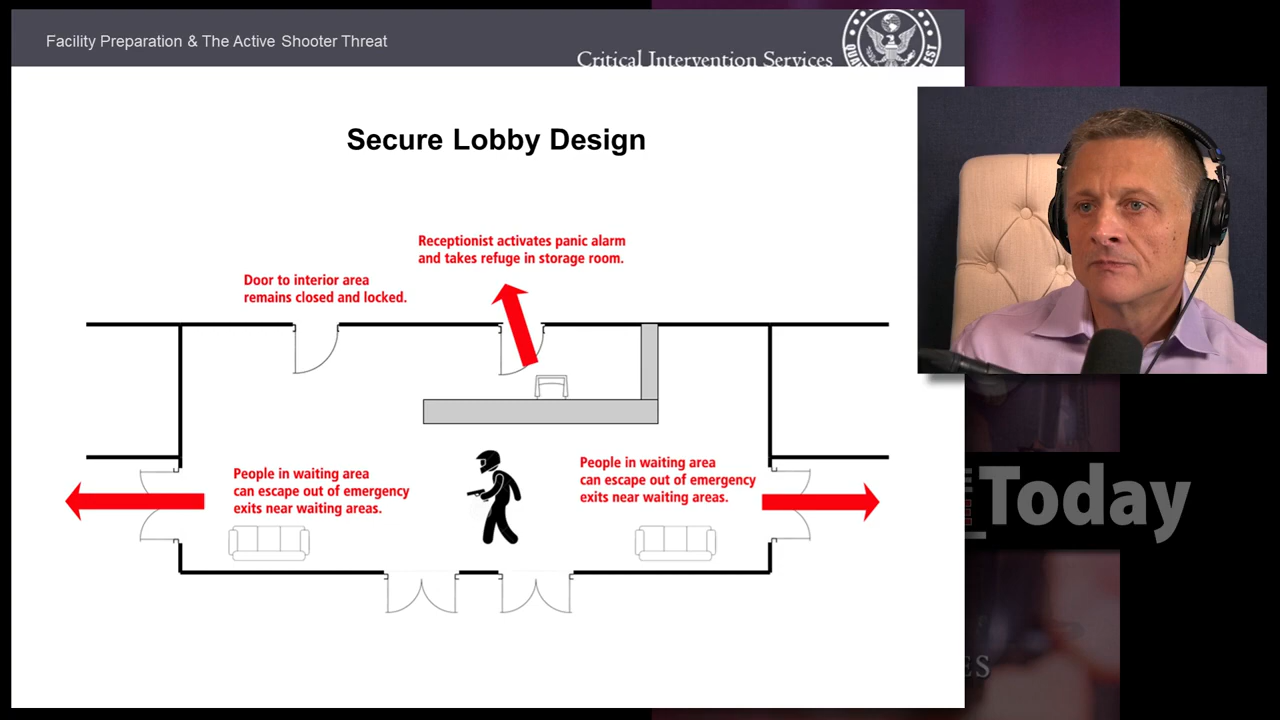 Facility Preparation & The Active Shooter Threat
Critical Intervention Services
QUA EST
Secure Lobby Design
Receptionist activates panic alarm
and takes refuge in storage room.
Door to interior area
remains closed and locked.
People in waiting area
can escape out of emergency
exits near waiting areas.
People in waiting area
can escape out of emergency
exits near waiting areas.
Today
ES